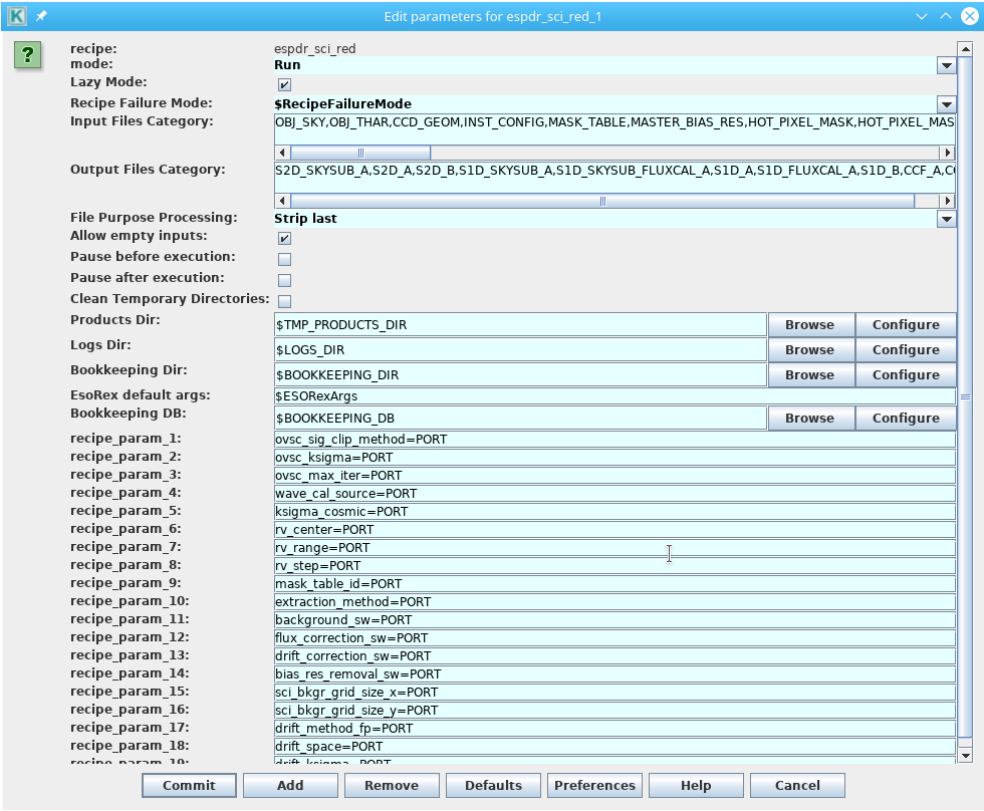 Edit parameters for espdr_sci_red_1
?
recipe: espdr_sci_red
mode: Run
Lazy Mode:
Recipe Failure Mode: $RecipeFailureMode
Input Files Category: OBJ_SKY,OBJ_THAR,CCD_GEOM,INST_CONFIG,MASK_TABLE,MASTER_BIAS_RES,HOT_PIXEL_MASK,HOT_PIXEL_MAS
Output Files Category: S2D_SKYSUB_A,S2D_A,S2D_B,S1D_SKYSUB_A,S1D_SKYSUB_FLUXCAL_A,S1D_A,S1D_FLUXCAL_A,S1D_B,CCF_A,C
File Purpose Processing: Strip last
Allow empty inputs:
Pause before execution:
Pause after execution:
Clean Temporary Directories:
Products Dir: $TMP_PRODUCTS_DIR Browse Configure
Logs Dir: $LOGS_DIR Browse Configure
Bookkeeping Dir: $BOOKKEEPING_DIR Browse Configure
EsoRex default args: $ESORexArgs
Bookkeeping DB: $BOOKKEEPING_DB Browse Configure
recipe_param_1: ovsc_sig_clip_method=PORT
recipe_param_2: ovsc_ksigma=PORT
recipe_param_3: ovsc_max_iter=PORT
recipe_param_4: wave_cal_source=PORT
recipe_param_5: ksigma_cosmic=PORT
recipe_param_6: rv_center=PORT
recipe_param_7: rv_range=PORT
recipe_param_8: rv_step=PORT
recipe_param_9: mask_table_id=PORT
recipe_param_10: extraction_method=PORT
recipe_param_11: background_sw=PORT
recipe_param_12: flux_correction_sw=PORT
recipe_param_13: drift_correction_sw=PORT
recipe_param_14: bias_res_removal_sw=PORT
recipe_param_15: sci_bkgr_grid_size_x=PORT
recipe_param_16: sci_bkgr_grid_size_y=PORT
recipe_param_17: drift_method_fp=PORT
recipe_param_18: drift_space=PORT
recipe_param_19: drift_ksigma=PORT
Commit Add Remove Defaults Preferences Help Cancel